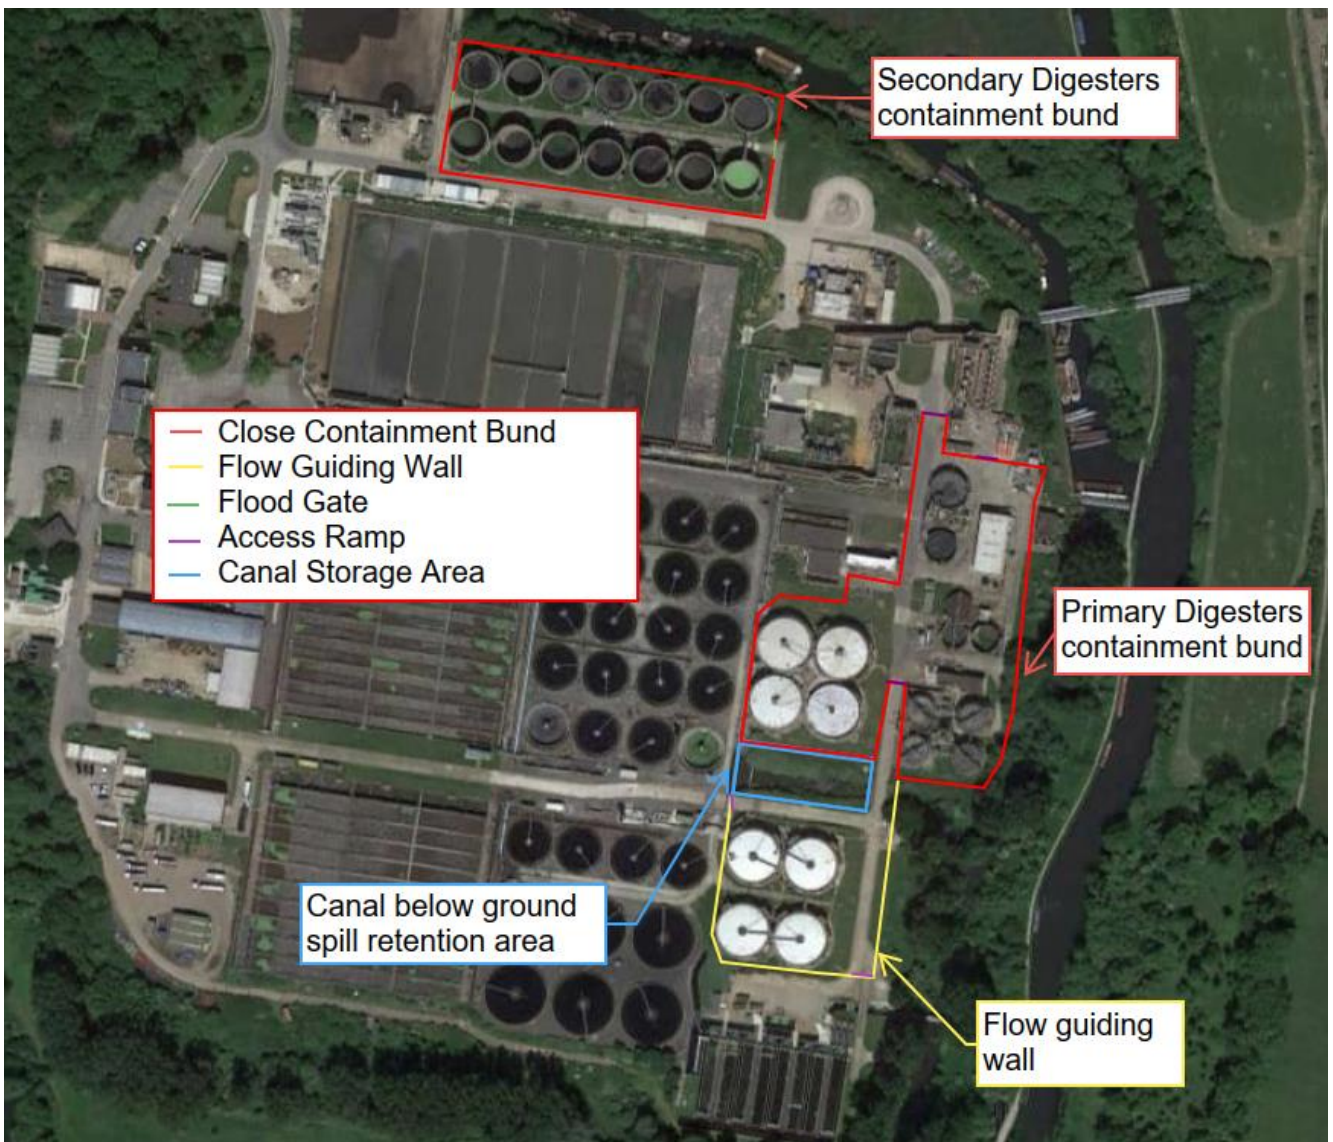 Secondary Digesters
containment bund
Close Containment Bund
Flow Guiding Wall
Flood Gate
Access Ramp
Canal Storage Area
Primary Digesters
containment bund
Canal below ground
spill retention area
Flow guiding
wall